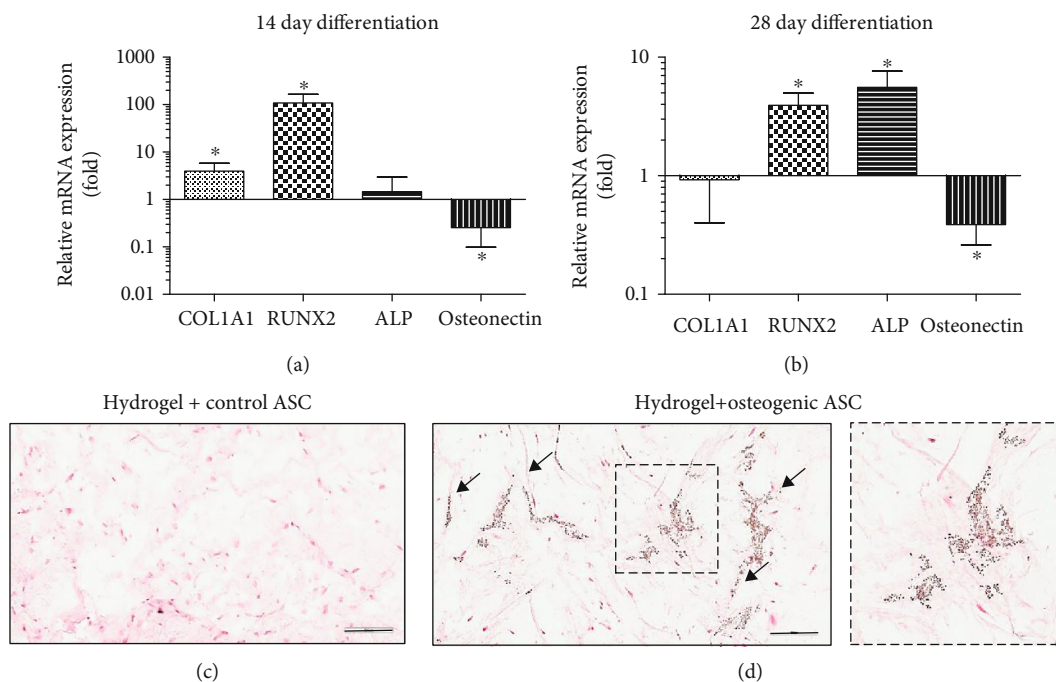 14 day differentiation
Relative mRNA expression
(fold)
1000
*
100
*
10
1
0.1
*
0.01
COL1A1 RUNX2 ALP Osteonectin
(a)
28 day differentiation
Relative mRNA expression
(fold)
10
*
*
1
*
0.1
COL1A1 RUNX2 ALP Osteonectin
(b)
Hydrogel + control ASC
(c)
Hydrogel+osteogenic ASC
(d)